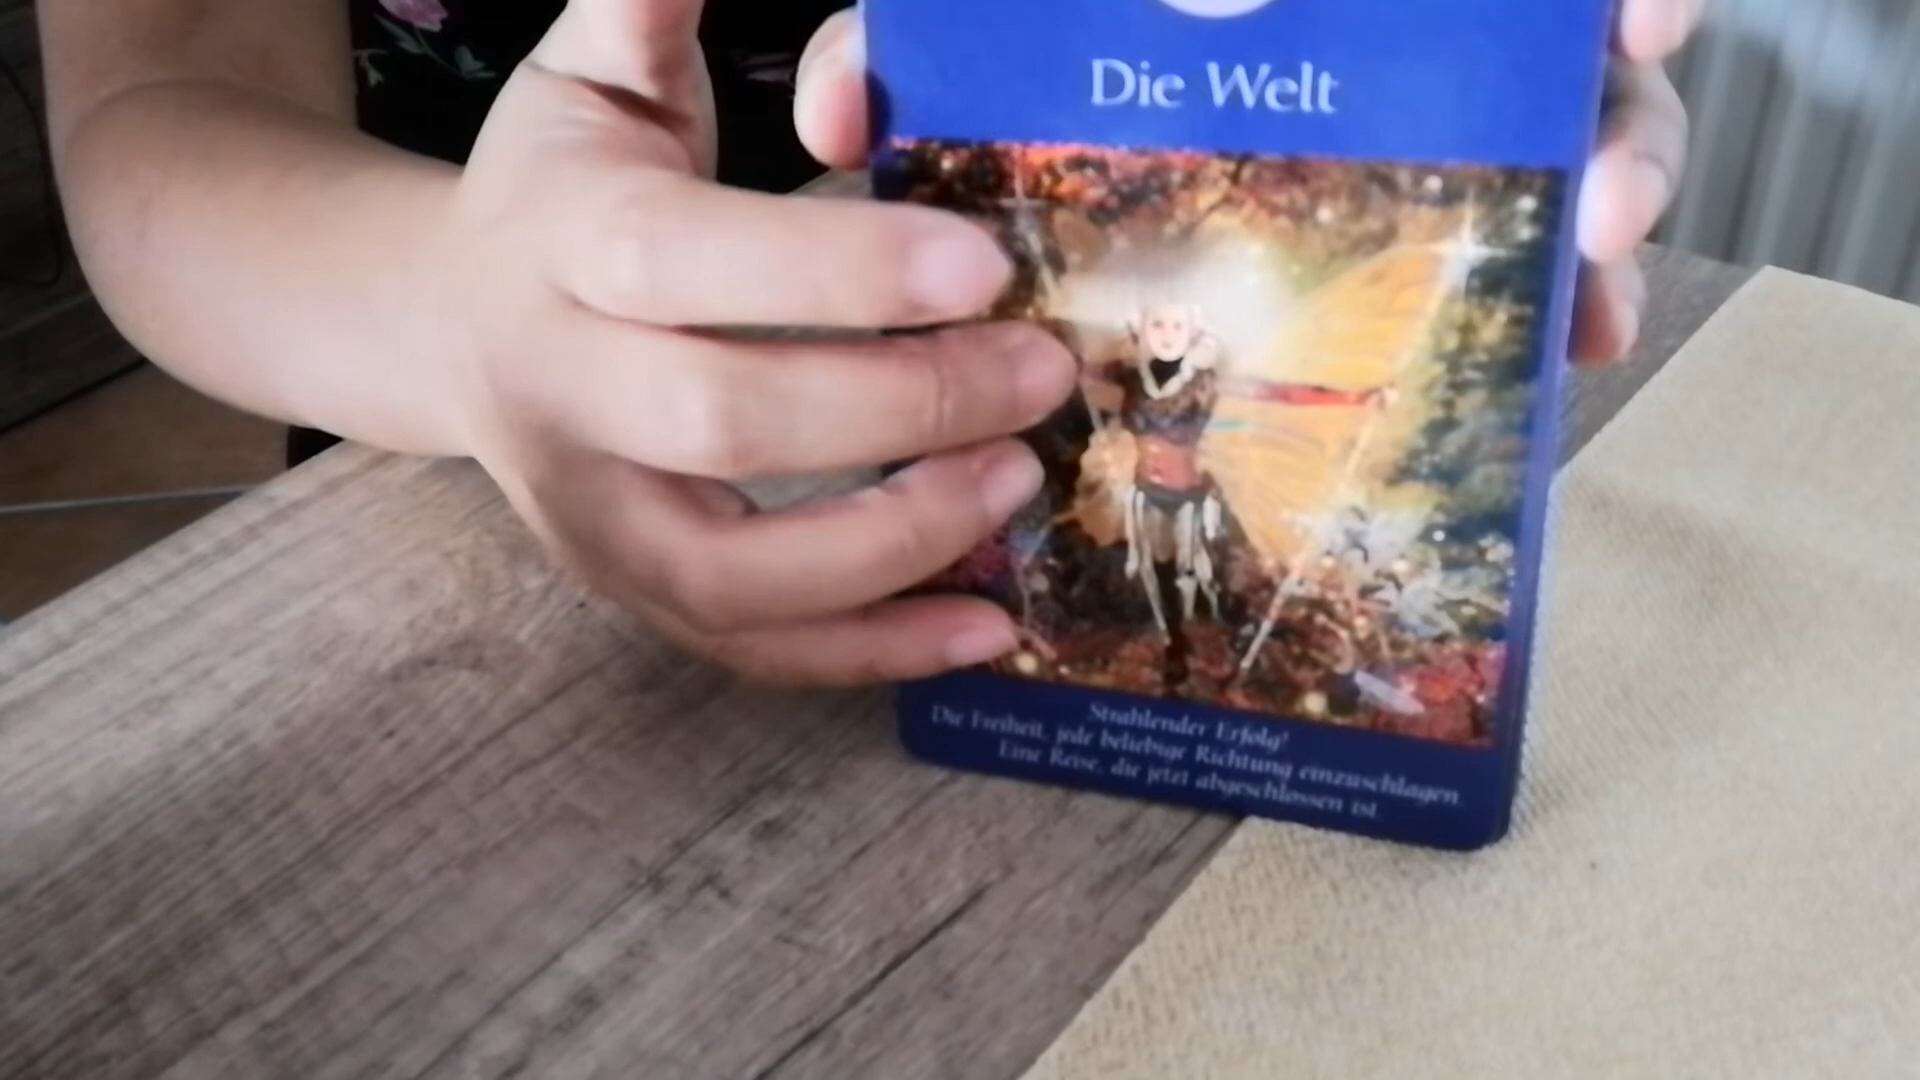 Die Welt
Strahlender Erfolg!
Die Freiheit, jede beliebige Richtung einzuschlagen.
Eine Reise, die jetzt abgeschlossen ist.